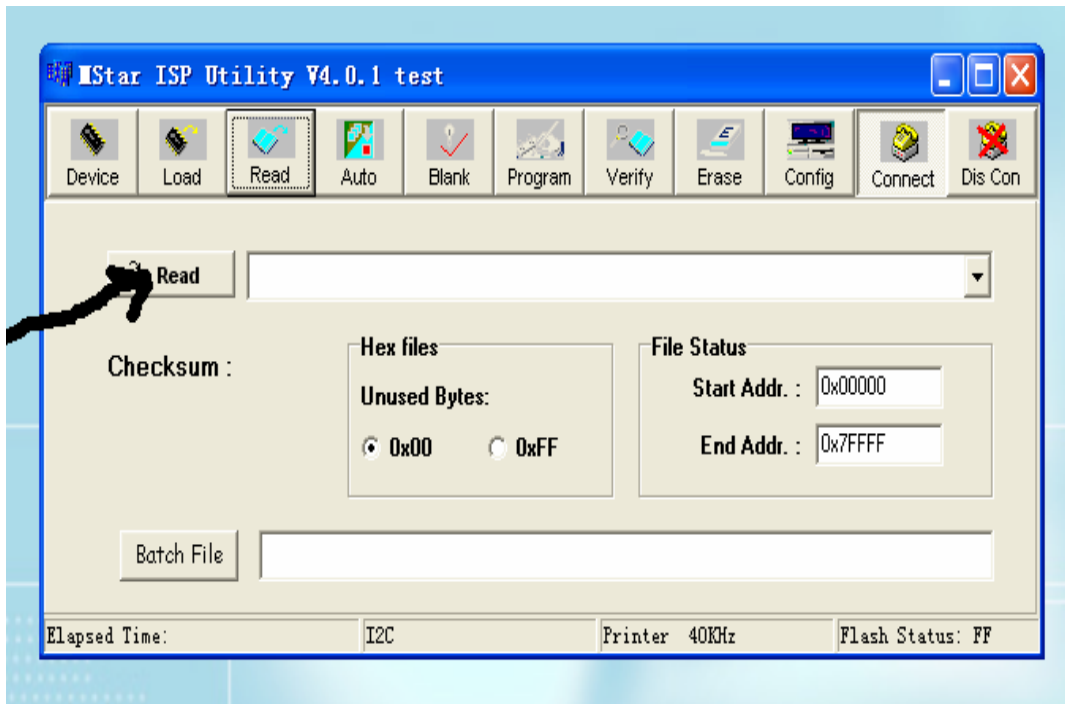 MStar ISP Utility V4.0.1 test
Device Load Read Auto Blank Program Verify Erase Config Connect Dis Con
Read
Checksum :
Hex files
Unused Bytes:
0x00 0xFF
File Status
Start Addr. : 0x00000
End Addr. : 0x7FFFF
Batch File
Elapsed Time: I2C Printer 40KHz Flash Status: FF